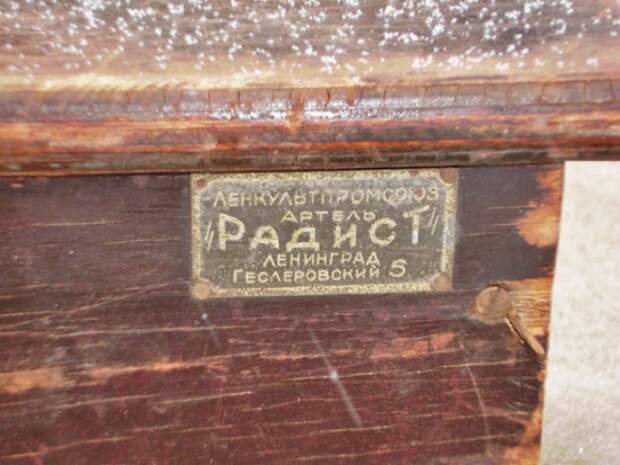 ЛЕНКУЛЬТПРОМСОЮЗ
АРТЕЛЬ
"РАДИСТ"
ЛЕНИНГРАД
ГЕСЛЕРОВСКИЙ 5